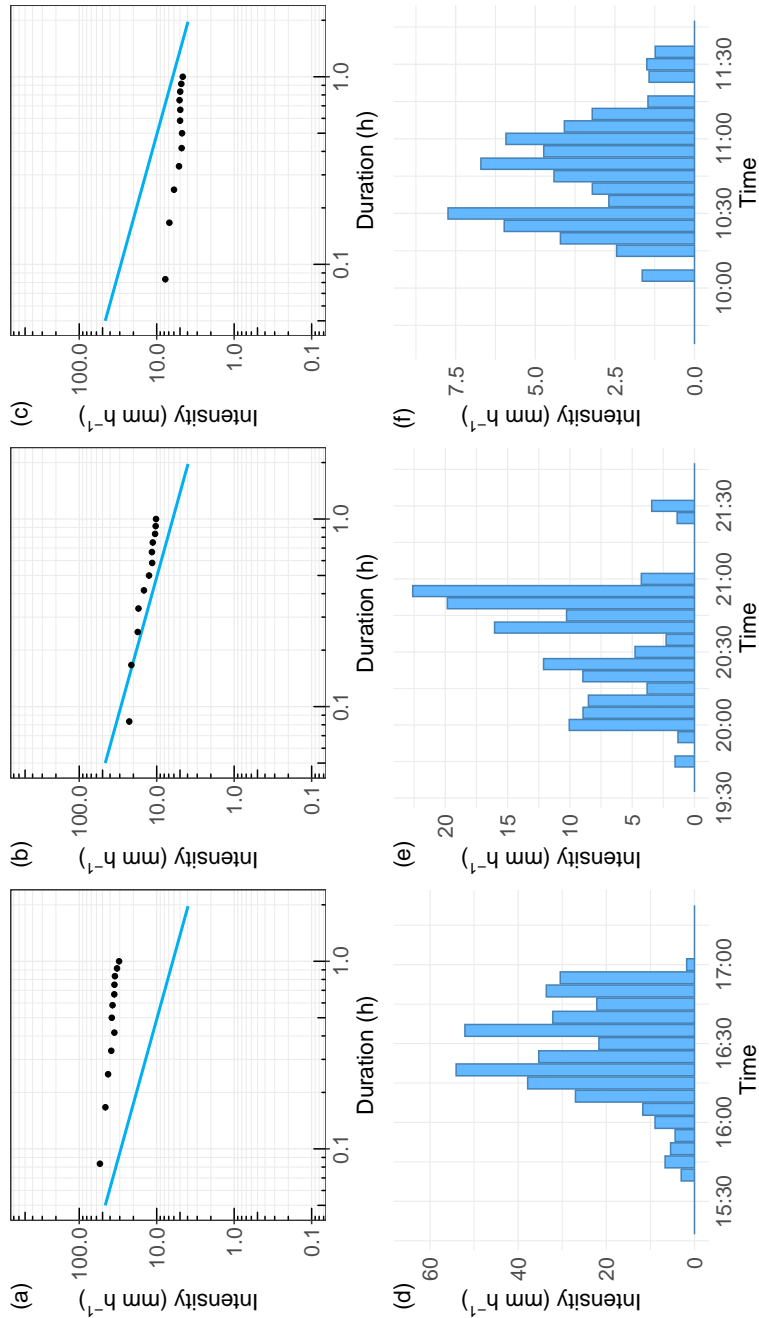 (a)
Intensity (mm h⁻¹)
100.0
10.0
1.0
0.1
0.1
1.0
Duration (h)
(b)
Intensity (mm h⁻¹)
100.0
10.0
1.0
0.1
0.1
1.0
Duration (h)
(c)
Intensity (mm h⁻¹)
100.0
10.0
1.0
0.1
0.1
1.0
Duration (h)
(d)
Intensity (mm h⁻¹)
60
40
20
0
15:30
16:00
16:30
17:00
Time
(e)
Intensity (mm h⁻¹)
20
15
10
5
0
19:30
20:00
20:30
21:00
21:30
Time
(f)
Intensity (mm h⁻¹)
7.5
5.0
2.5
0.0
10:00
10:30
11:00
11:30
Time